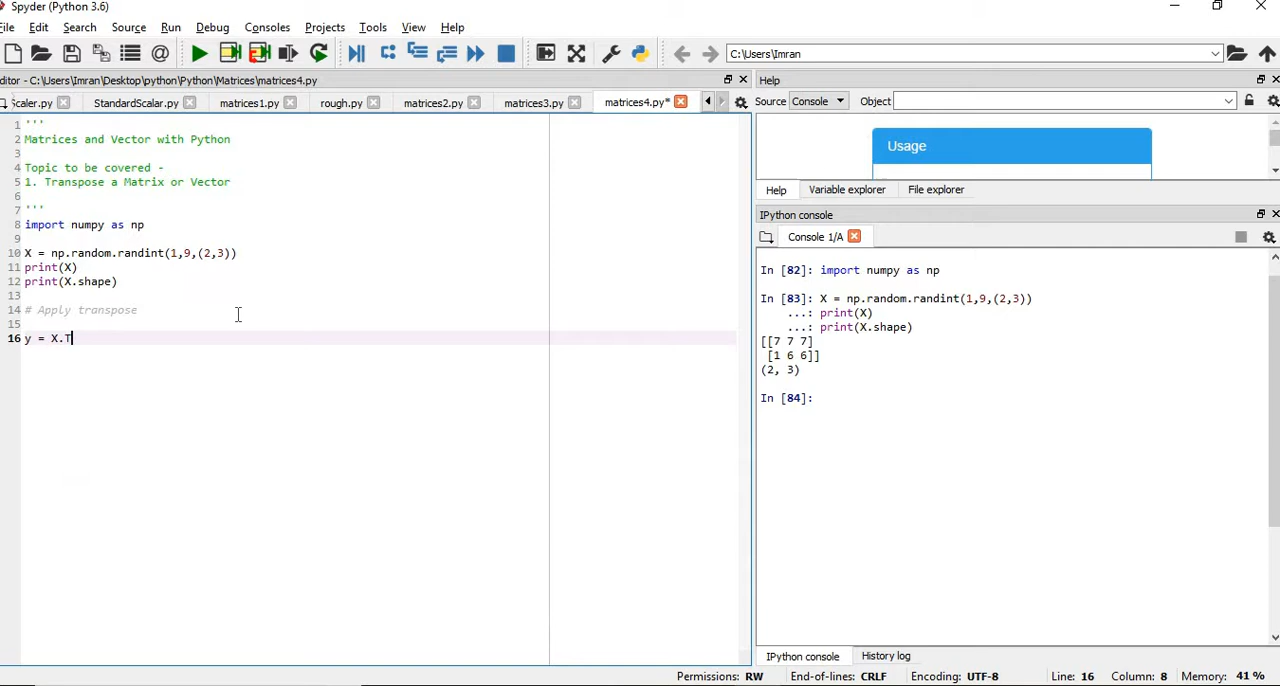 Spyder (Python 3.6)
File Edit Search Source Run Debug Consoles Projects Tools View Help
C:\Users\Imran
Editor - C:\Users\Imran\Desktop\python\Python\Matrices\matrices4.py
Help
Scaler.py StandardScalar.py matrices1.py rough.py matrices2.py matrices3.py matrices4.py*
Source Console Object
1 '''
2 Matrices and Vector with Python
3
4 Topic to be covered -
5 1. Transpose a Matrix or Vector
6
7 '''
8 import numpy as np
9
10 X = np.random.randint(1,9,(2,3))
11 print(X)
12 print(X.shape)
13
14 # Apply transpose
15
16 y = X.T
Usage
Help Variable explorer File explorer
IPython console
Console 1/A
In [82]: import numpy as np
In [83]: X = np.random.randint(1,9,(2,3))
...: print(X)
...: print(X.shape)
[[7 7 7]
[1 6 6]]
(2, 3)
In [84]:
IPython console History log
Permissions: RW End-of-lines: CRLF Encoding: UTF-8 Line: 16 Column: 8 Memory: 41 %